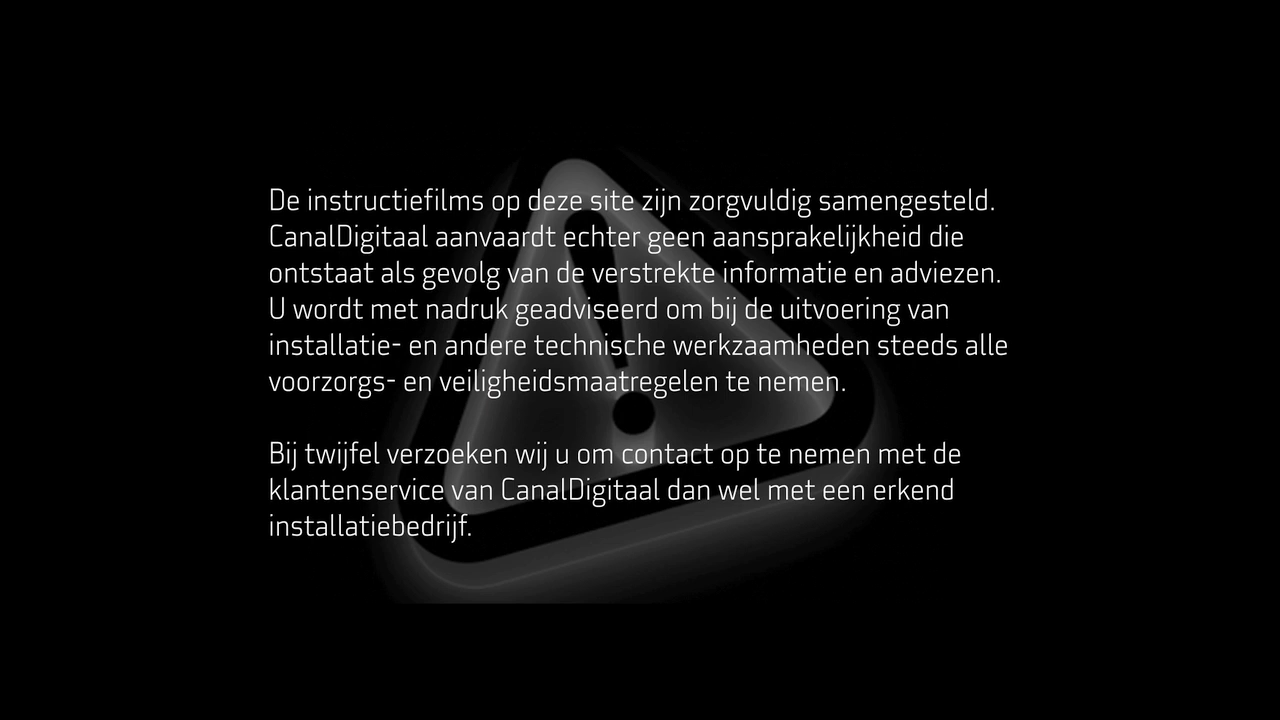 De instructiefilms op deze site zijn zorgvuldig samengesteld.
CanalDigitaal aanvaardt echter geen aansprakelijkheid die
ontstaat als gevolg van de verstrekte informatie en adviezen.
U wordt met nadruk geadviseerd om bij de uitvoering van
installatie- en andere technische werkzaamheden steeds alle
voorzorgs- en veiligheidsmaatregelen te nemen.
Bij twijfel verzoeken wij u om contact op te nemen met de
klantenservice van CanalDigitaal dan wel met een erkend
installatiebedrijf.